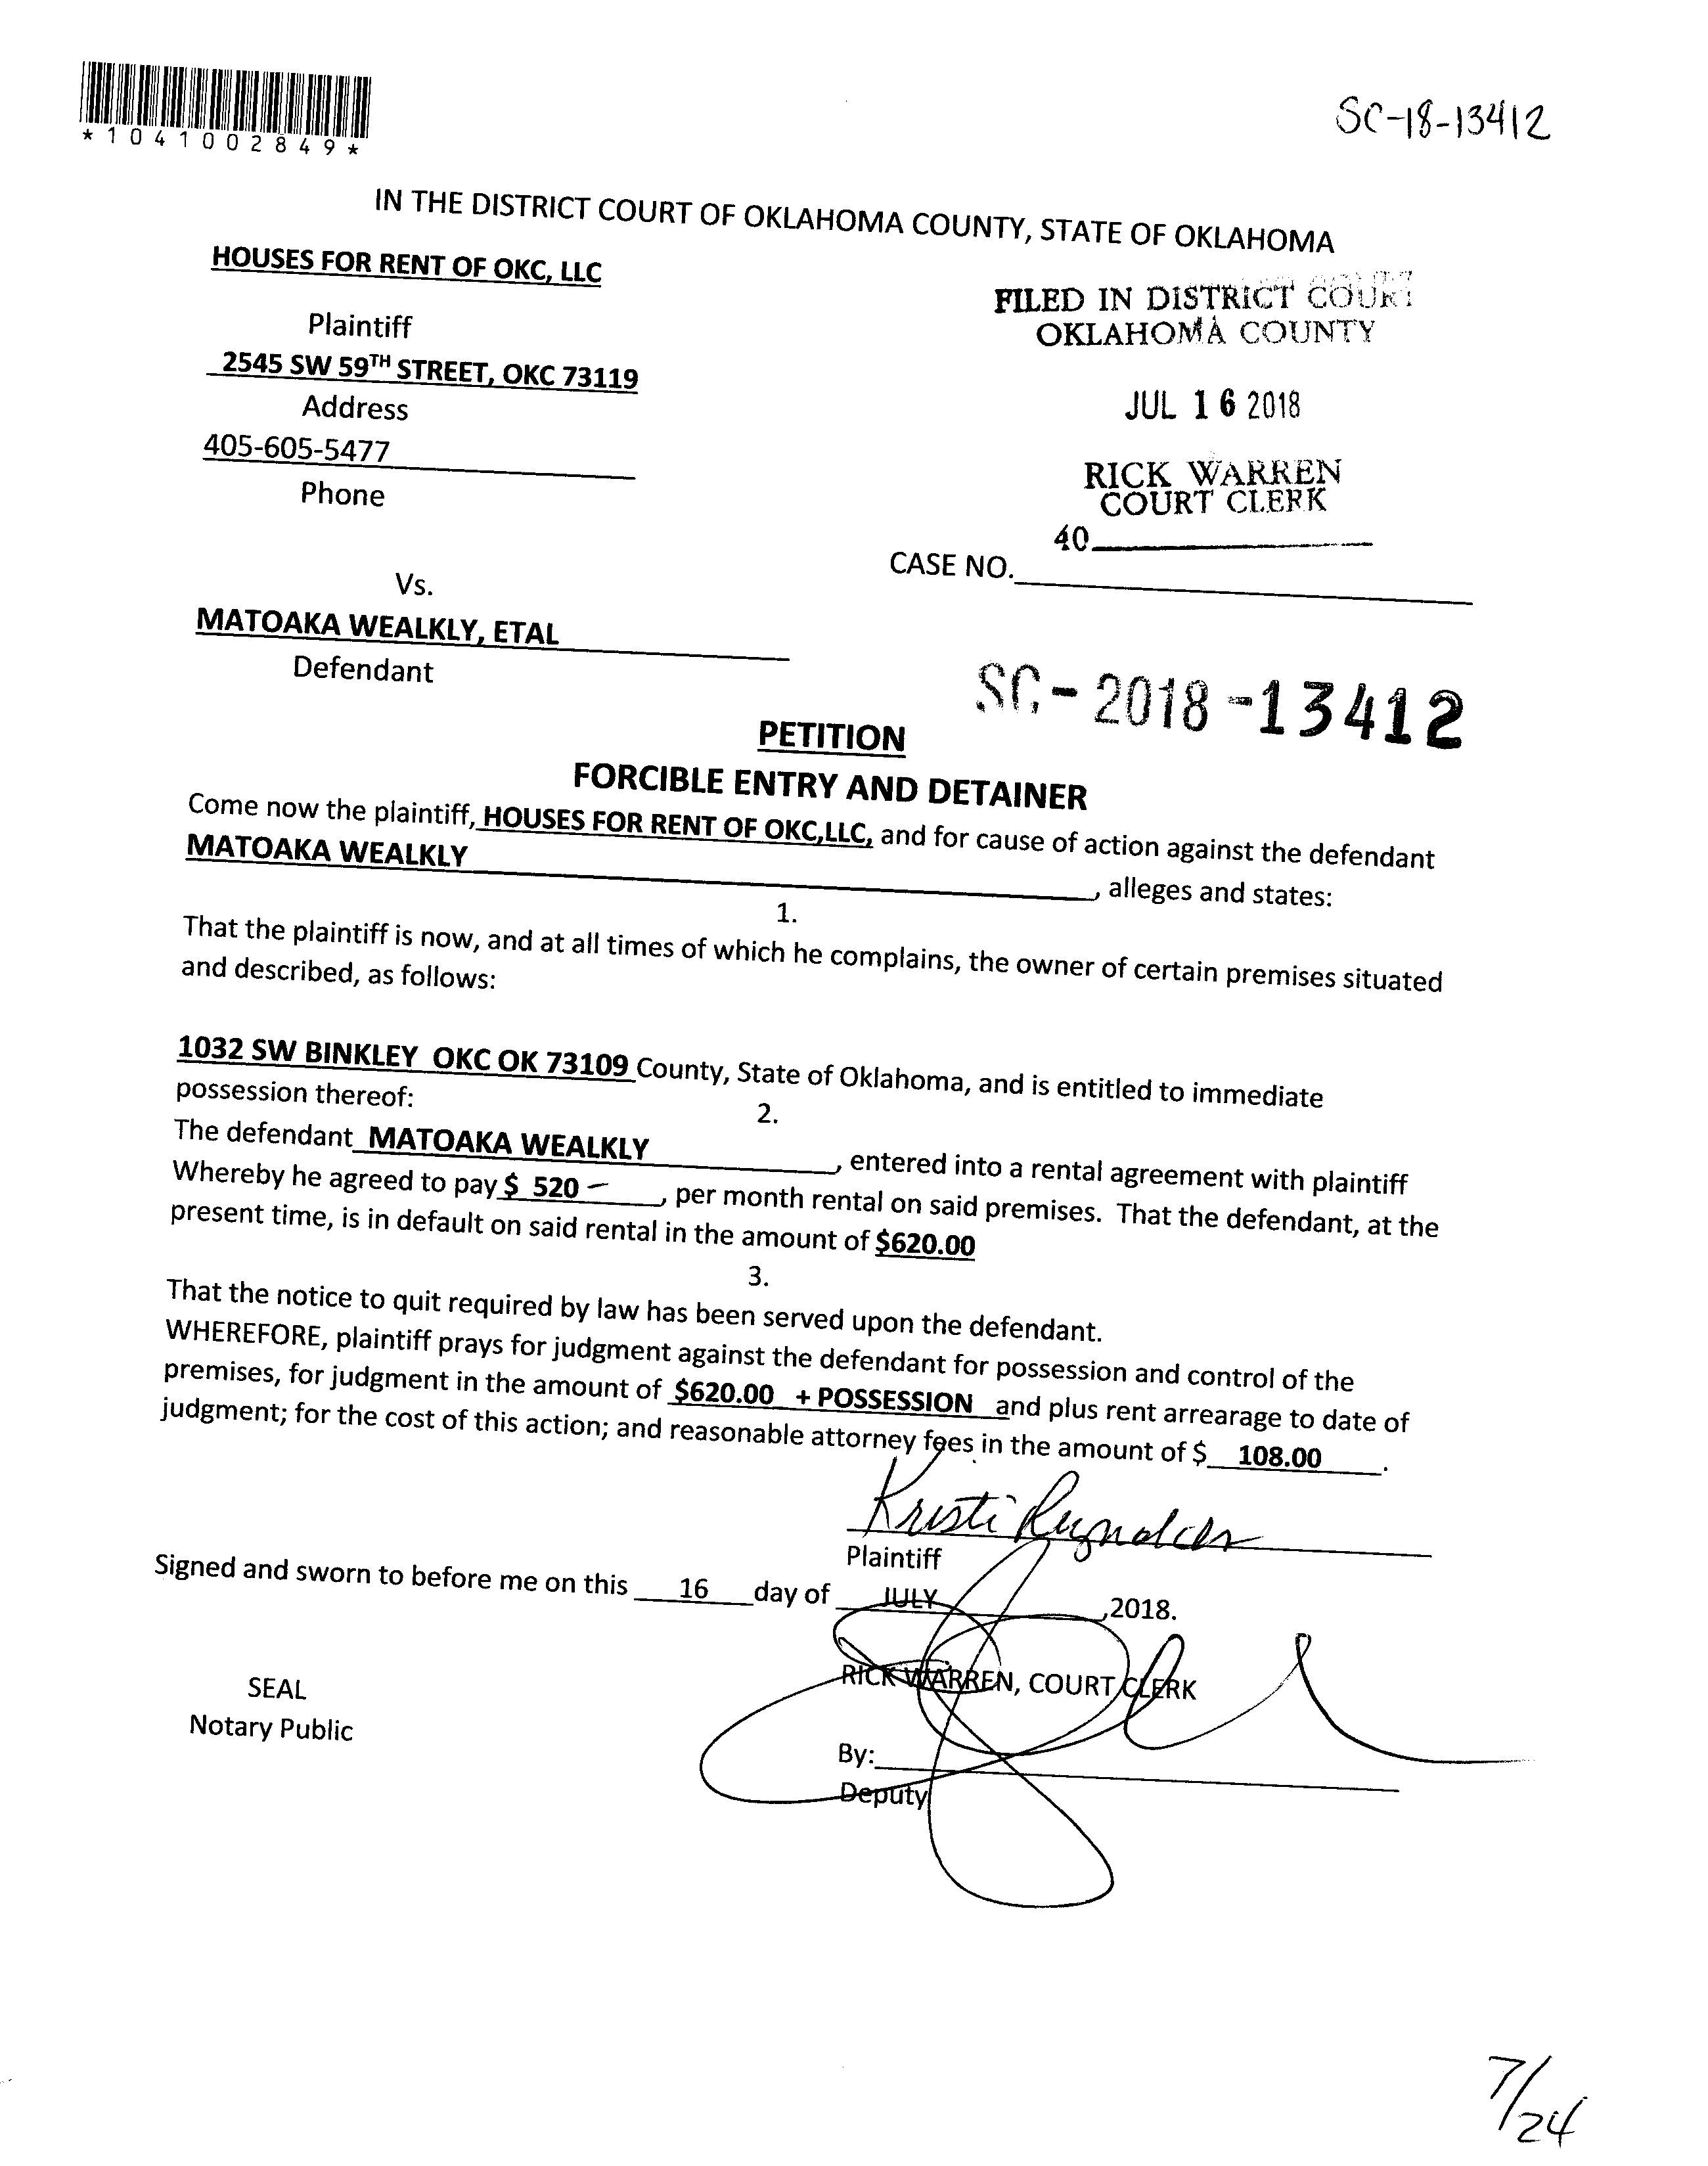 *1041002849*
SC-18-13412
IN THE DISTRICT COURT OF OKLAHOMA COUNTY, STATE OF OKLAHOMA
HOUSES FOR RENT OF OKC, LLC
Plaintiff
2545 SW 59TH STREET, OKC 73119
Address
405-605-5477
Phone
FILED IN DISTRICT COURT
OKLAHOMA COUNTY
JUL 16 2018
RICK WARREN
COURT CLERK
40
CASE NO.
Vs.
MATOAKA WEALKLY, ETAL
Defendant
SC-2018-13412
PETITION
FORCIBLE ENTRY AND DETAINER
Come now the plaintiff, HOUSES FOR RENT OF OKC,LLC, and for cause of action against the defendant
MATOAKA WEALKLY , alleges and states:
1.
That the plaintiff is now, and at all times of which he complains, the owner of certain premises situated
and described, as follows:
1032 SW BINKLEY OKC OK 73109 County, State of Oklahoma, and is entitled to immediate
possession thereof:
2.
The defendant MATOAKA WEALKLY , entered into a rental agreement with plaintiff
Whereby he agreed to pay $ 520 – , per month rental on said premises. That the defendant, at the
present time, is in default on said rental in the amount of $620.00
3.
That the notice to quit required by law has been served upon the defendant.
WHEREFORE, plaintiff prays for judgment against the defendant for possession and control of the
premises, for judgment in the amount of $620.00 + POSSESSION and plus rent arrearage to date of
judgment; for the cost of this action; and reasonable attorney fees in the amount of $ 108.00 .
Kristi Reynolds
Plaintiff
Signed and sworn to before me on this 16 day of JULY ,2018.
RICK WARREN, COURT CLERK
SEAL
Notary Public
By:
Deputy
7/24